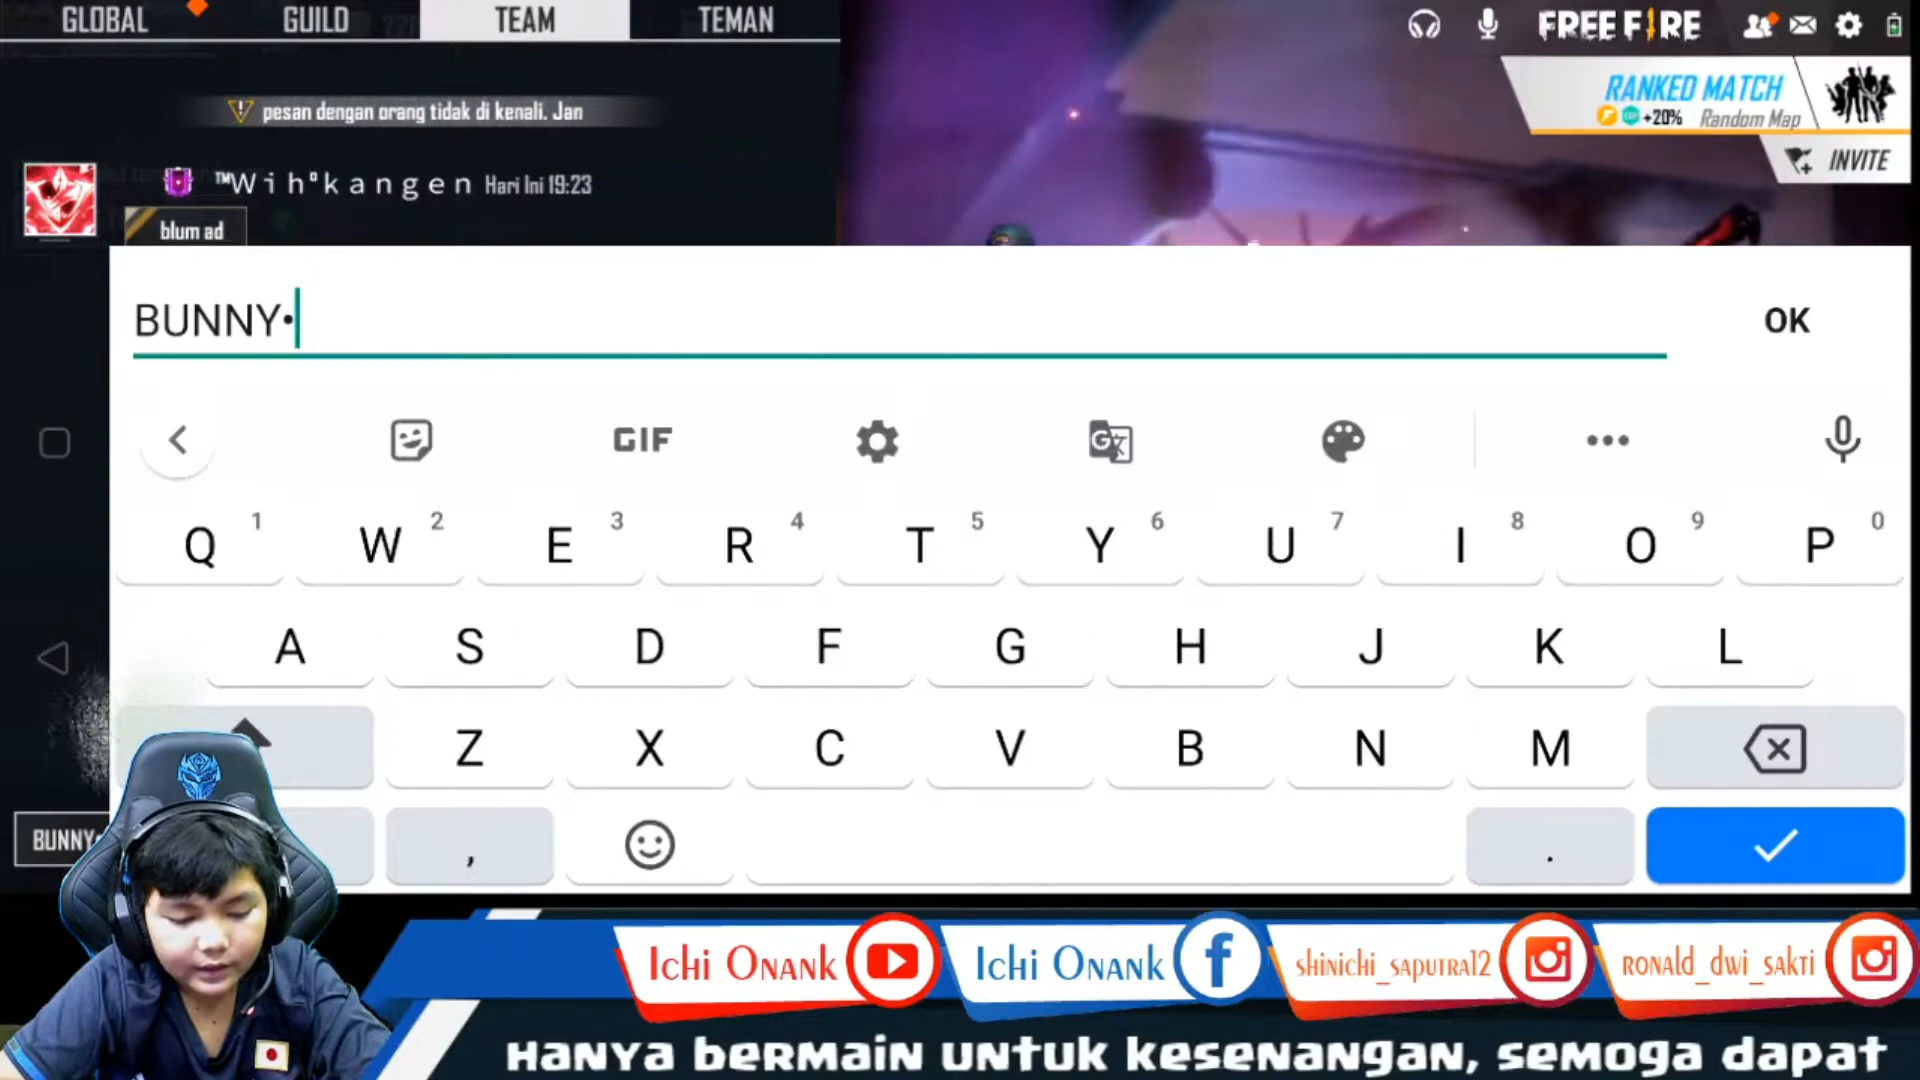 GLOBAL GUILD TEAM TEMAN
FREE FIRE
RANKED MATCH
+20% Random Map
INVITE
pesan dengan orang tidak di kenali. Jan
™Wih kangen Hari Ini 19:23
blum ad
BUNNY•
OK
GIF
Q 1 W 2 E 3 R 4 T 5 Y 6 U 7 I 8 O 9 P 0
A S D F G H J K L
Z X C V B N M
BUNNY
, .
Ichi Onank Ichi Onank shinichi_saputra12 ronald_dwi_sakti
Hanya bermain untuk kesenangan, semoga dapat